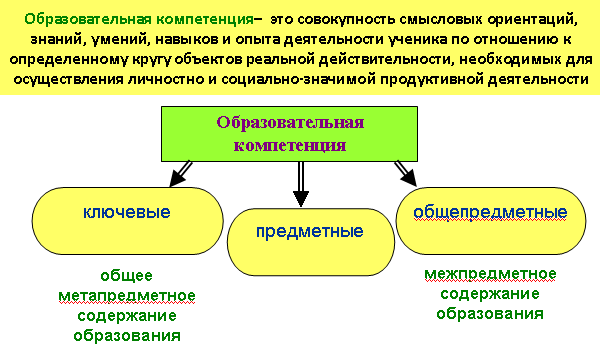 Образовательная компетенция– это совокупность смысловых ориентаций,
знаний, умений, навыков и опыта деятельности ученика по отношению к
определенному кругу объектов реальной действительности, необходимых для
осуществления личностно и социально-значимой продуктивной деятельности
Образовательная
компетенция
ключевые
предметные
общепредметные
общее
метапредметное
содержание
образования
межпредметное
содержание
образования